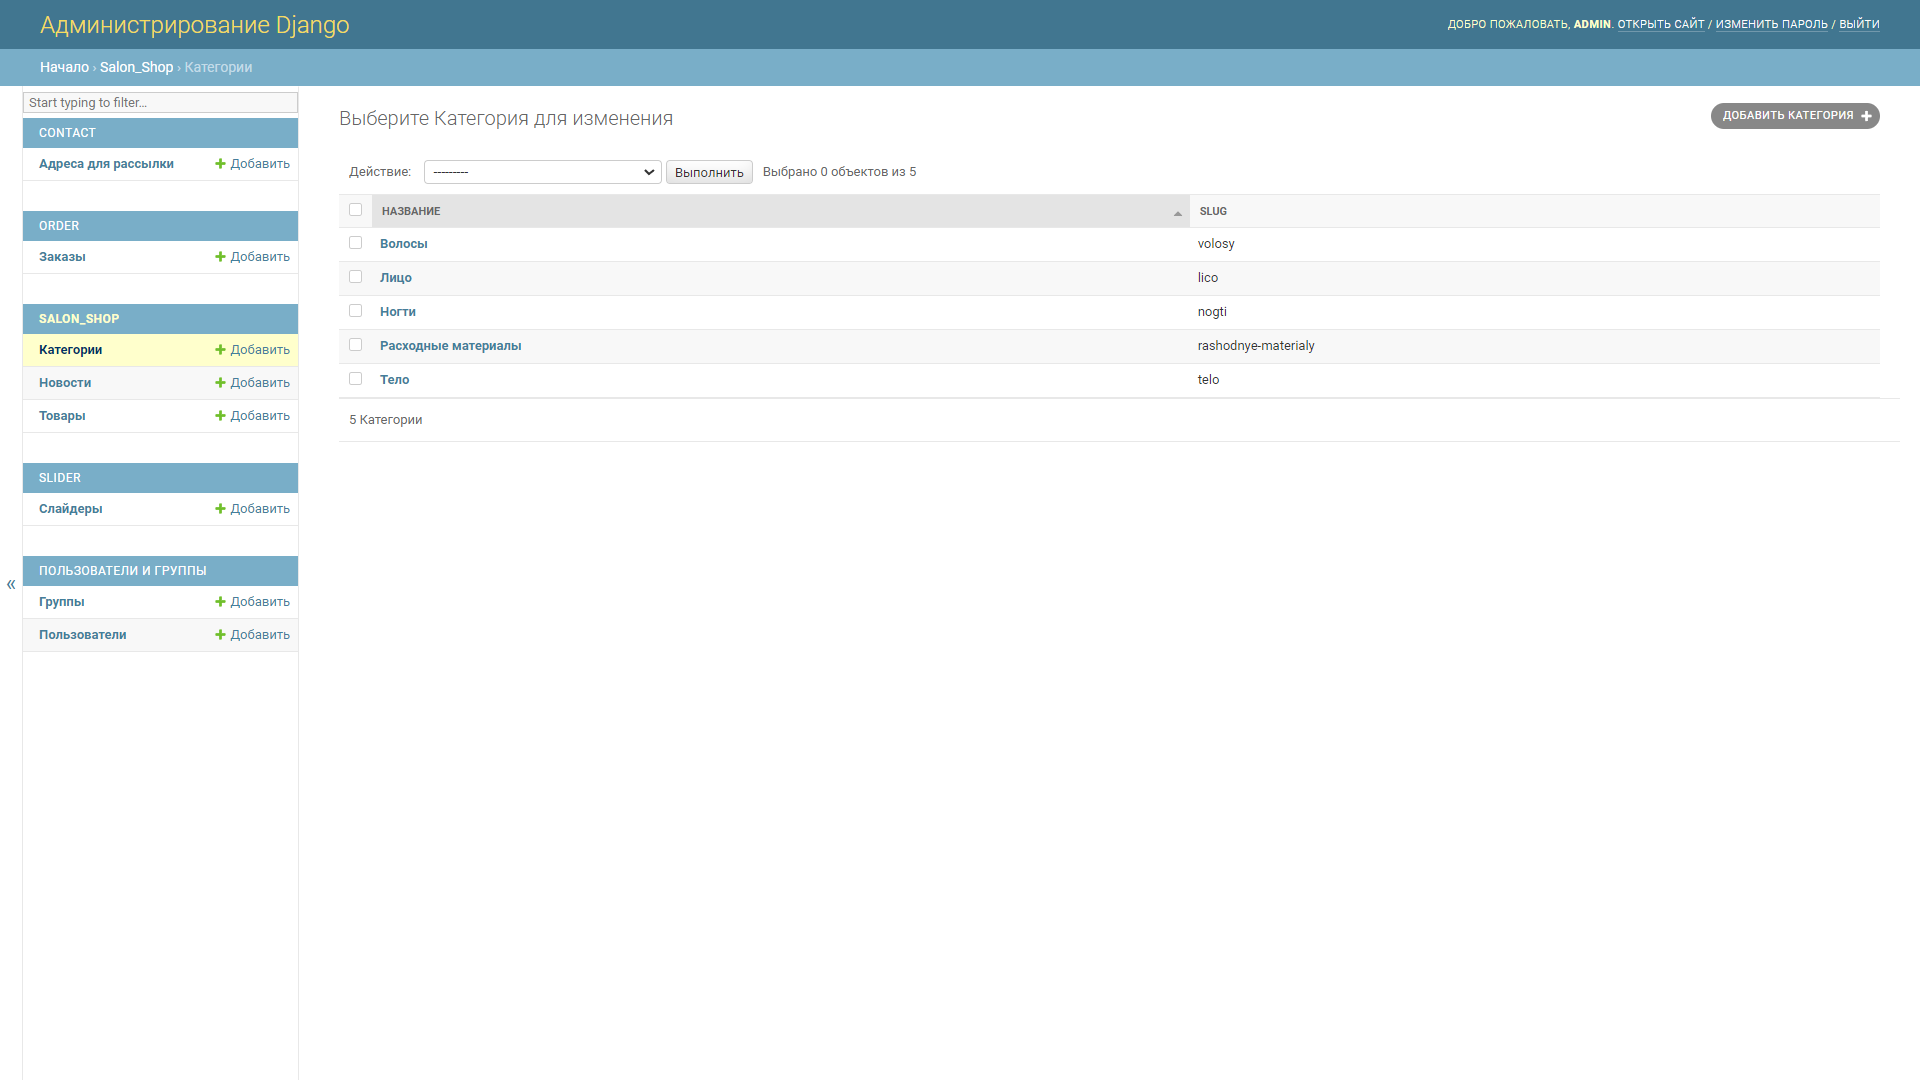 Администрирование Django
ДОБРО ПОЖАЛОВАТЬ, ADMIN. ОТКРЫТЬ САЙТ / ИЗМЕНИТЬ ПАРОЛЬ / ВЫЙТИ
Начало › Salon_Shop › Категории
Start typing to filter...
CONTACT
Адреса для рассылки Добавить
ORDER
Заказы Добавить
SALON_SHOP
Категории Добавить
Новости Добавить
Товары Добавить
SLIDER
Слайдеры Добавить
ПОЛЬЗОВАТЕЛИ И ГРУППЫ
Группы Добавить
Пользователи Добавить
«
Выберите Категория для изменения
ДОБАВИТЬ КАТЕГОРИЯ
Действие: --------- Выполнить Выбрано 0 объектов из 5
НАЗВАНИЕ SLUG
Волосы volosy
Лицо lico
Ногти nogti
Расходные материалы rashodnye-materialy
Тело telo
5 Категории